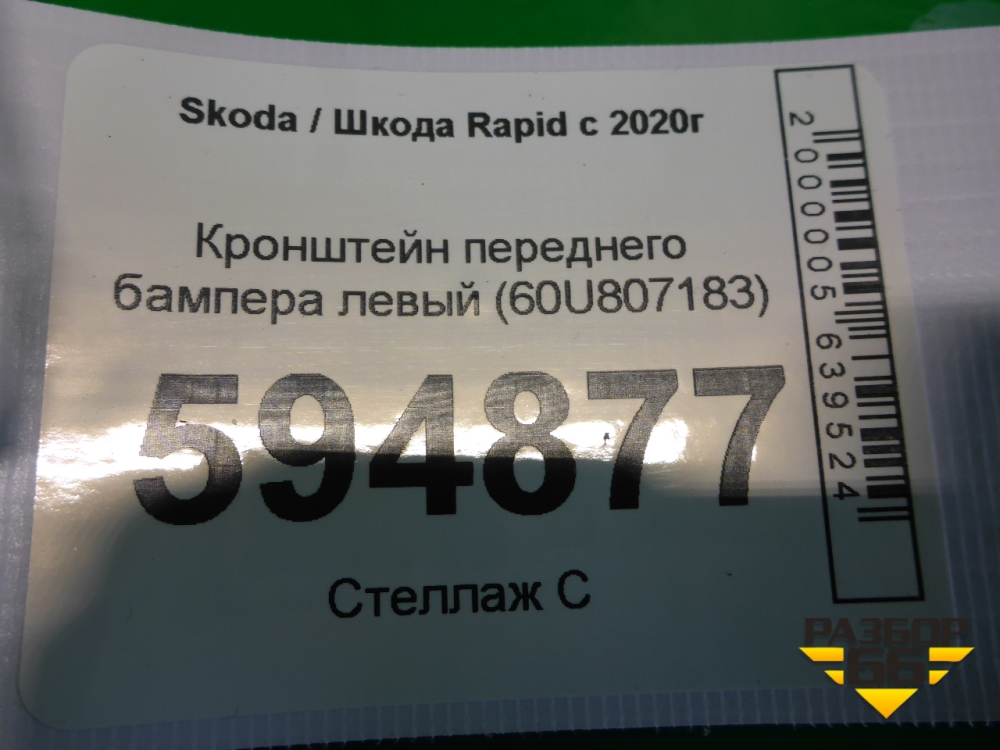 Skoda / Шкода Rapid с 2020г
Кронштейн переднего
бампера левый (60U807183)
594877
Стеллаж С
2000005639524
РАЗБОР
66